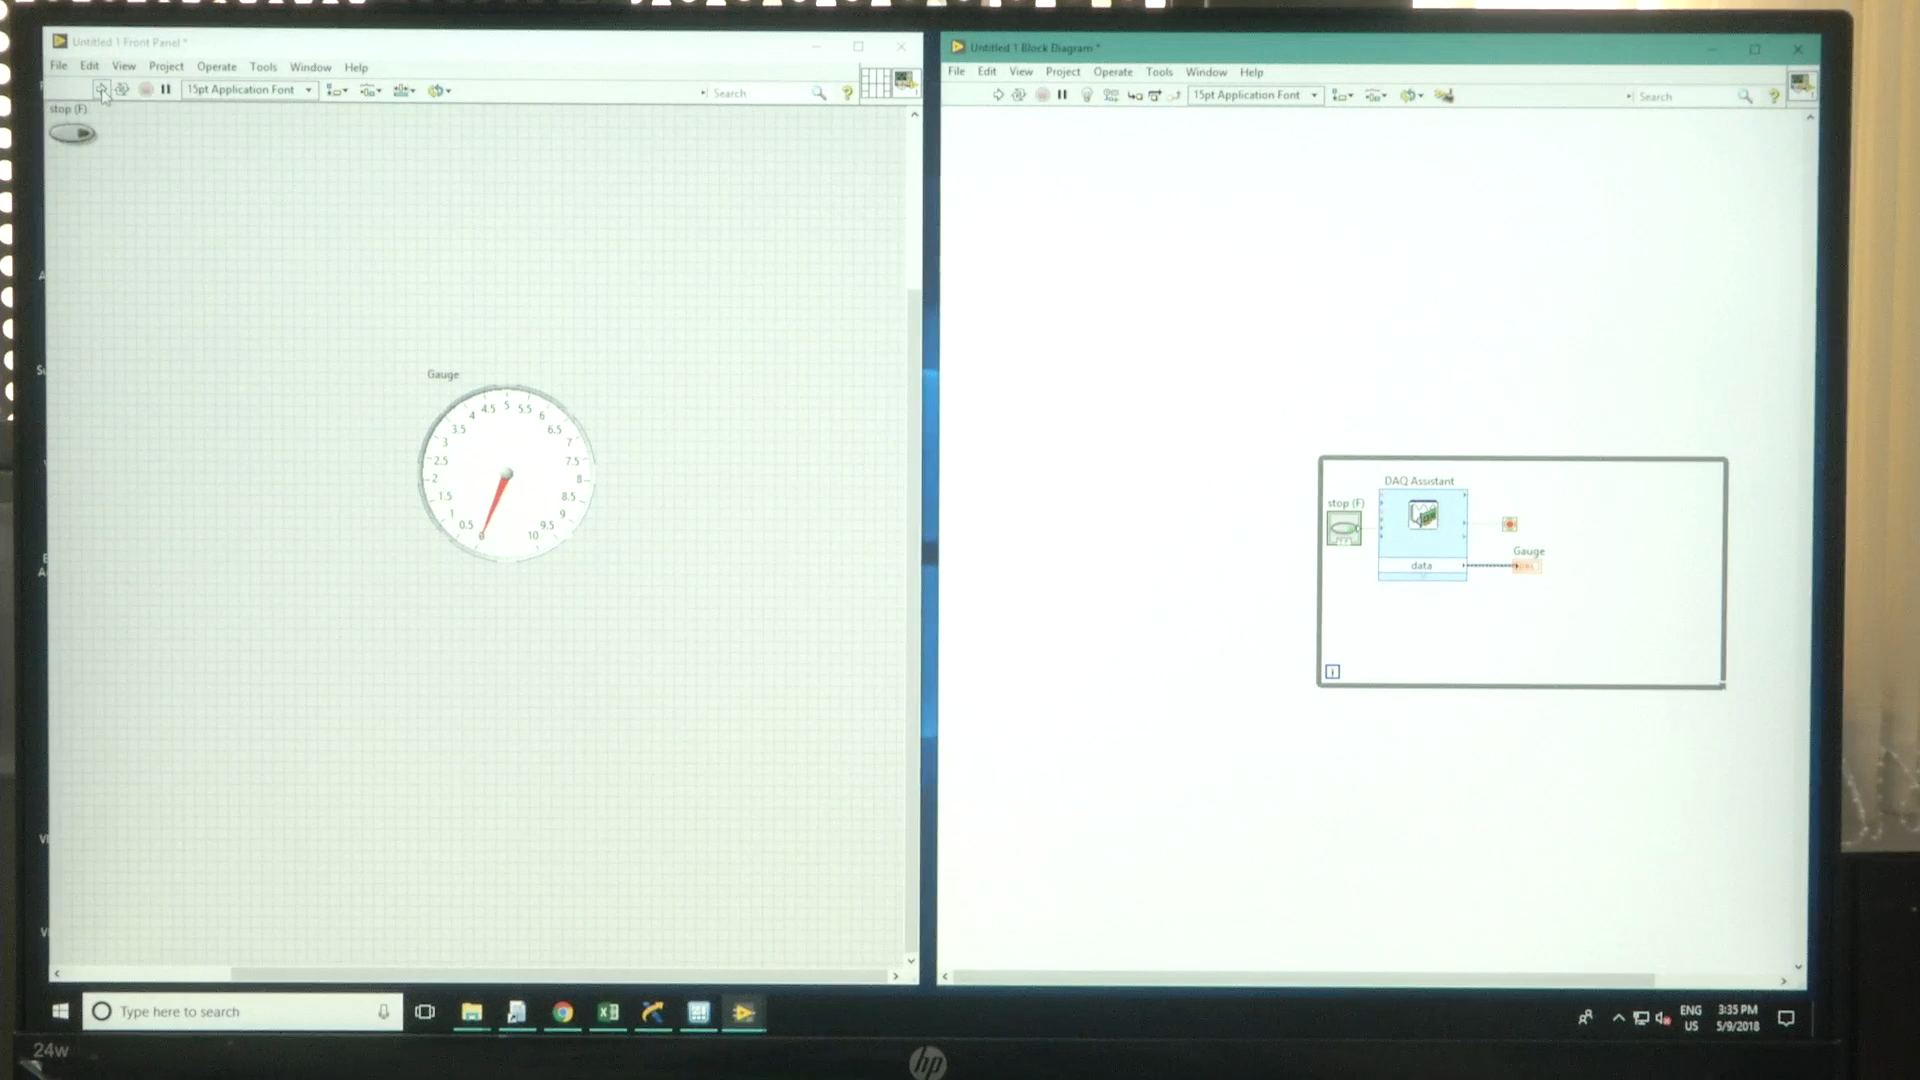 Untitled 1 Front Panel *
File Edit View Project Operate Tools Window Help
15pt Application Font
Search
stop (F)
Gauge
0 0.5 1 1.5 2 2.5 3 3.5 4 4.5 5 5.5 6 6.5 7 7.5 8 8.5 9 9.5 10
Untitled 1 Block Diagram *
File Edit View Project Operate Tools Window Help
15pt Application Font
Search
DAQ Assistant
stop (F)
data
Gauge
i
Type here to search
ENG
US
3:35 PM
5/9/2018
24w
hp